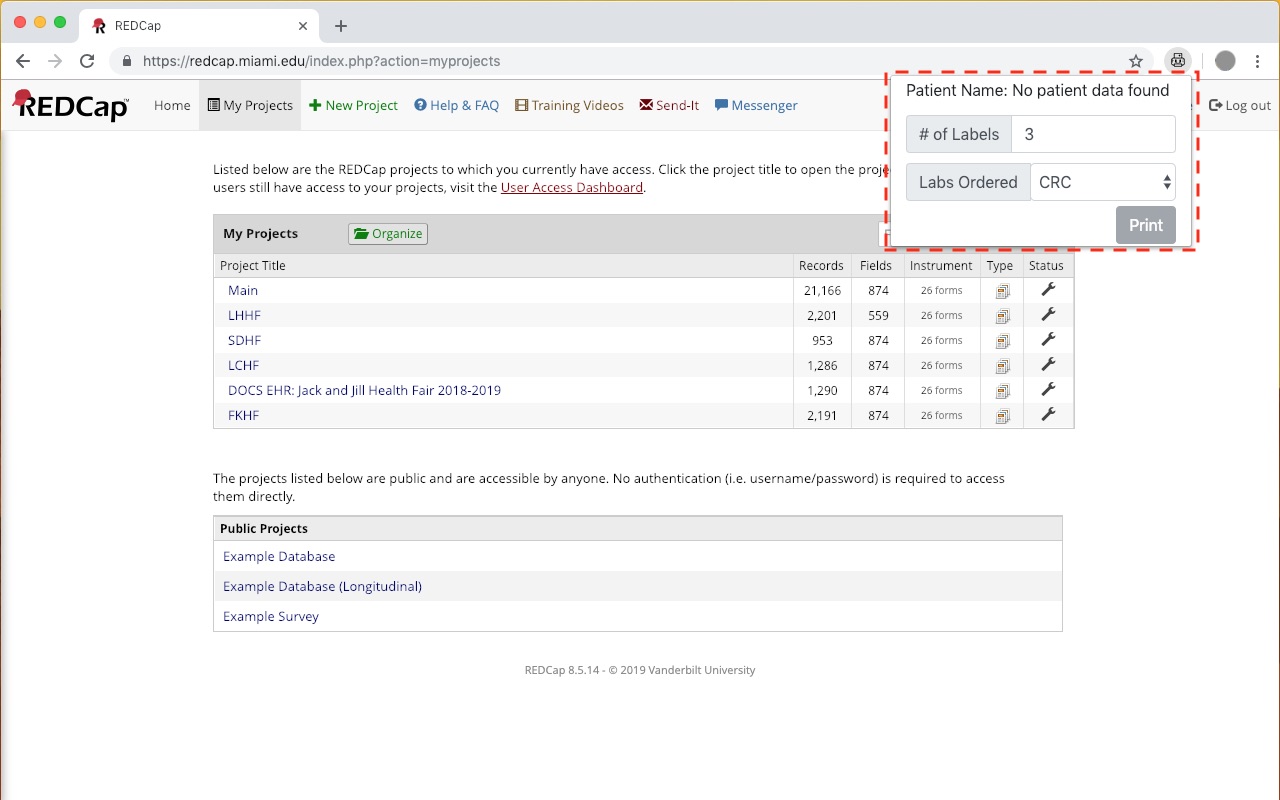 REDCap
https://redcap.miami.edu/index.php?action=myprojects
REDCap
Home
My Projects
New Project
Help & FAQ
Training Videos
Send-It
Messenger
Log out
Patient Name: No patient data found
# of Labels
3
Labs Ordered
CRC
Print
Listed below are the REDCap projects to which you currently have access. Click the project title to open the
users still have access to your projects, visit the User Access Dashboard.
My Projects
Organize
Project Title
Records
Fields
Instrument
Type
Status
Main
21,166
874
26 forms
LHHF
2,201
559
26 forms
SDHF
953
874
26 forms
LCHF
1,286
874
26 forms
DOCS EHR: Jack and Jill Health Fair 2018-2019
1,290
874
26 forms
FKHF
2,191
874
26 forms
The projects listed below are public and are accessible by anyone. No authentication (i.e. username/password) is required to access
them directly.
Public Projects
Example Database
Example Database (Longitudinal)
Example Survey
REDCap 8.5.14 - © 2019 Vanderbilt University